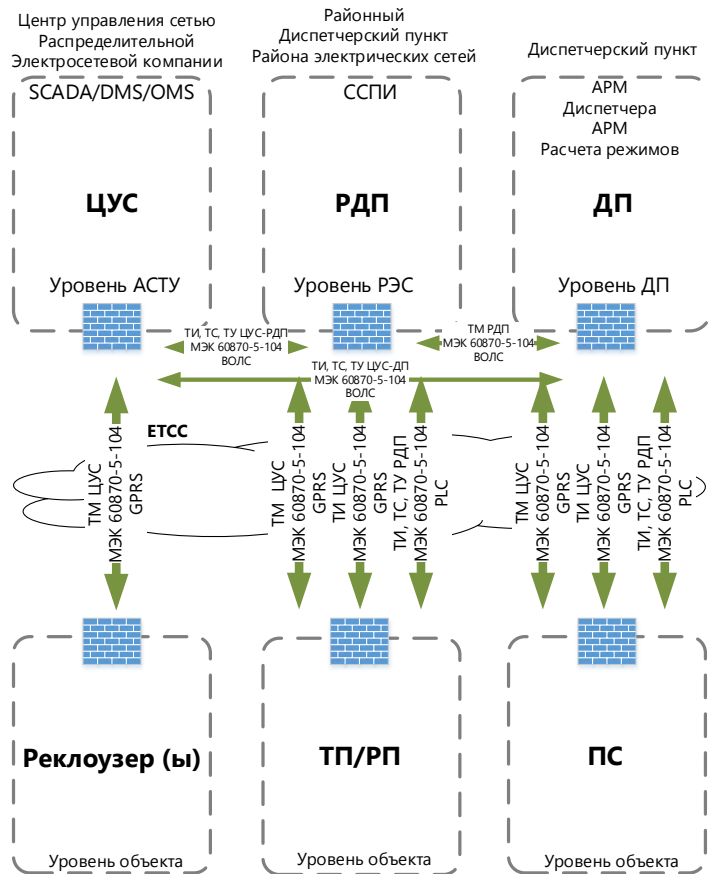 Центр управления сетью
Распределительной
Электросетевой компании
Районный
Диспетчерский пункт
Района электрических сетей
Диспетчерский пункт
SCADA/DMS/OMS
ССПИ
АРМ
Диспетчера
АРМ
Расчета режимов
ЦУС
РДП
ДП
Уровень АСТУ
Уровень РЭС
Уровень ДП
ТИ, ТС, ТУ ЦУС-РДП
МЭК 60870-5-104
ВОЛС
ТМ РДП
МЭК 60870-5-104
ВОЛС
ТИ, ТС, ТУ ЦУС-ДП
МЭК 60870-5-104
ВОЛС
ЕТСС
ТМ ЦУС
МЭК 60870-5-104
GPRS
ТМ ЦУС
МЭК 60870-5-104
GPRS
ТИ ЦУС
МЭК 60870-5-104
GPRS
ТИ, ТС, ТУ РДП
МЭК 60870-5-104
PLC
ТМ ЦУС
МЭК 60870-5-104
GPRS
ТИ ЦУС
МЭК 60870-5-104
GPRS
ТИ, ТС, ТУ РДП
МЭК 60870-5-104
PLC
Реклоузер (ы)
ТП/РП
ПС
Уровень объекта
Уровень объекта
Уровень объекта